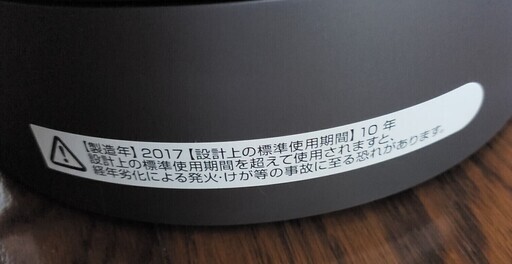 【製造年】2017【設計上の標準使用期間】10年
設計上の標準使用期間を超えて使用されますと、
経年劣化による発火・けが等の事故に至る恐れがあります。